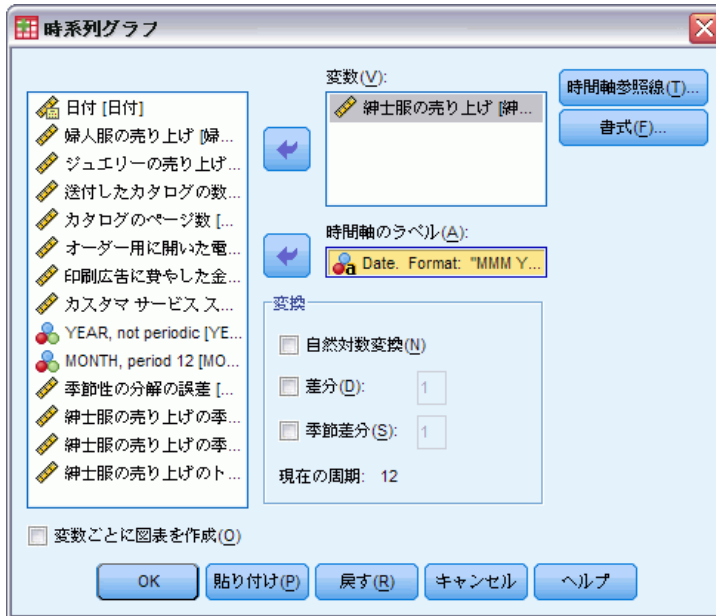 時系列グラフ
変数(V):
日付 [日付]
婦人服の売り上げ [婦...
ジュエリーの売り上げ...
送付したカタログの数...
カタログのページ数 [...
オーダー用に開いた電...
印刷広告に費やした金...
カスタマ サービス ス...
YEAR, not periodic [YE...
MONTH, period 12 [MO...
季節性の分解の誤差 [...
紳士服の売り上げの季...
紳士服の売り上げの季...
紳士服の売り上げのト...
紳士服の売り上げ [紳...
時間軸のラベル(A):
Date. Format: "MMM Y...
変換
自然対数変換(N)
差分(D): 1
季節差分(S): 1
現在の周期: 12
時間軸参照線(T)...
書式(F)...
変数ごとに図表を作成(O)
OK 貼り付け(P) 戻す(R) キャンセル ヘルプ